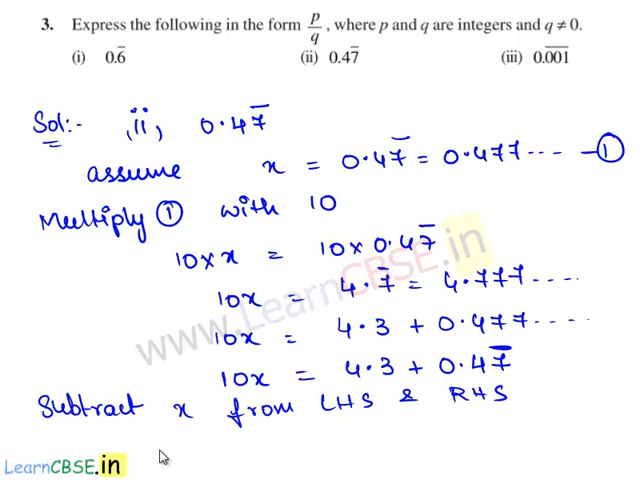 3. Express the following in the form p/q, where p and q are integers and q ≠ 0.
(i) 0.6̅ (ii) 0.47̅ (iii) 0.0̅0̅1̅
Sol:- ii, 0.47̅
assume x = 0.47̅ = 0.477---- -①
Multiply ① with 10
10×x = 10×0.47̅
10x = 4.7̅ = 4.777-----
10x = 4.3 + 0.477-----
10x = 4.3 + 0.47̅
Subtract x from LHS & RHS
www.LearnCBSE.in
LearnCBSE.in